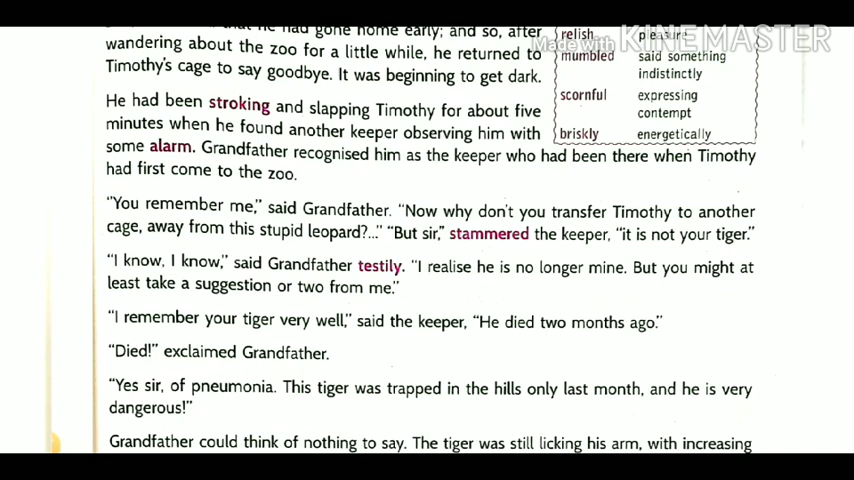 that he had gone home early; and so, after
wandering about the zoo for a little while, he returned to
Timothy's cage to say goodbye. It was beginning to get dark.
relish pleasure
mumbled said something
indistinctly
scornful expressing
contempt
briskly energetically
Made with KINEMASTER
He had been stroking and slapping Timothy for about five
minutes when he found another keeper observing him with
some alarm. Grandfather recognised him as the keeper who had been there when Timothy
had first come to the zoo.
"You remember me," said Grandfather. "Now why don't you transfer Timothy to another
cage, away from this stupid leopard?..." "But sir," stammered the keeper, "it is not your tiger."
"I know, I know," said Grandfather testily. "I realise he is no longer mine. But you might at
least take a suggestion or two from me."
"I remember your tiger very well," said the keeper, "He died two months ago."
"Died!" exclaimed Grandfather.
"Yes sir, of pneumonia. This tiger was trapped in the hills only last month, and he is very
dangerous!"
Grandfather could think of nothing to say. The tiger was still licking his arm, with increasing